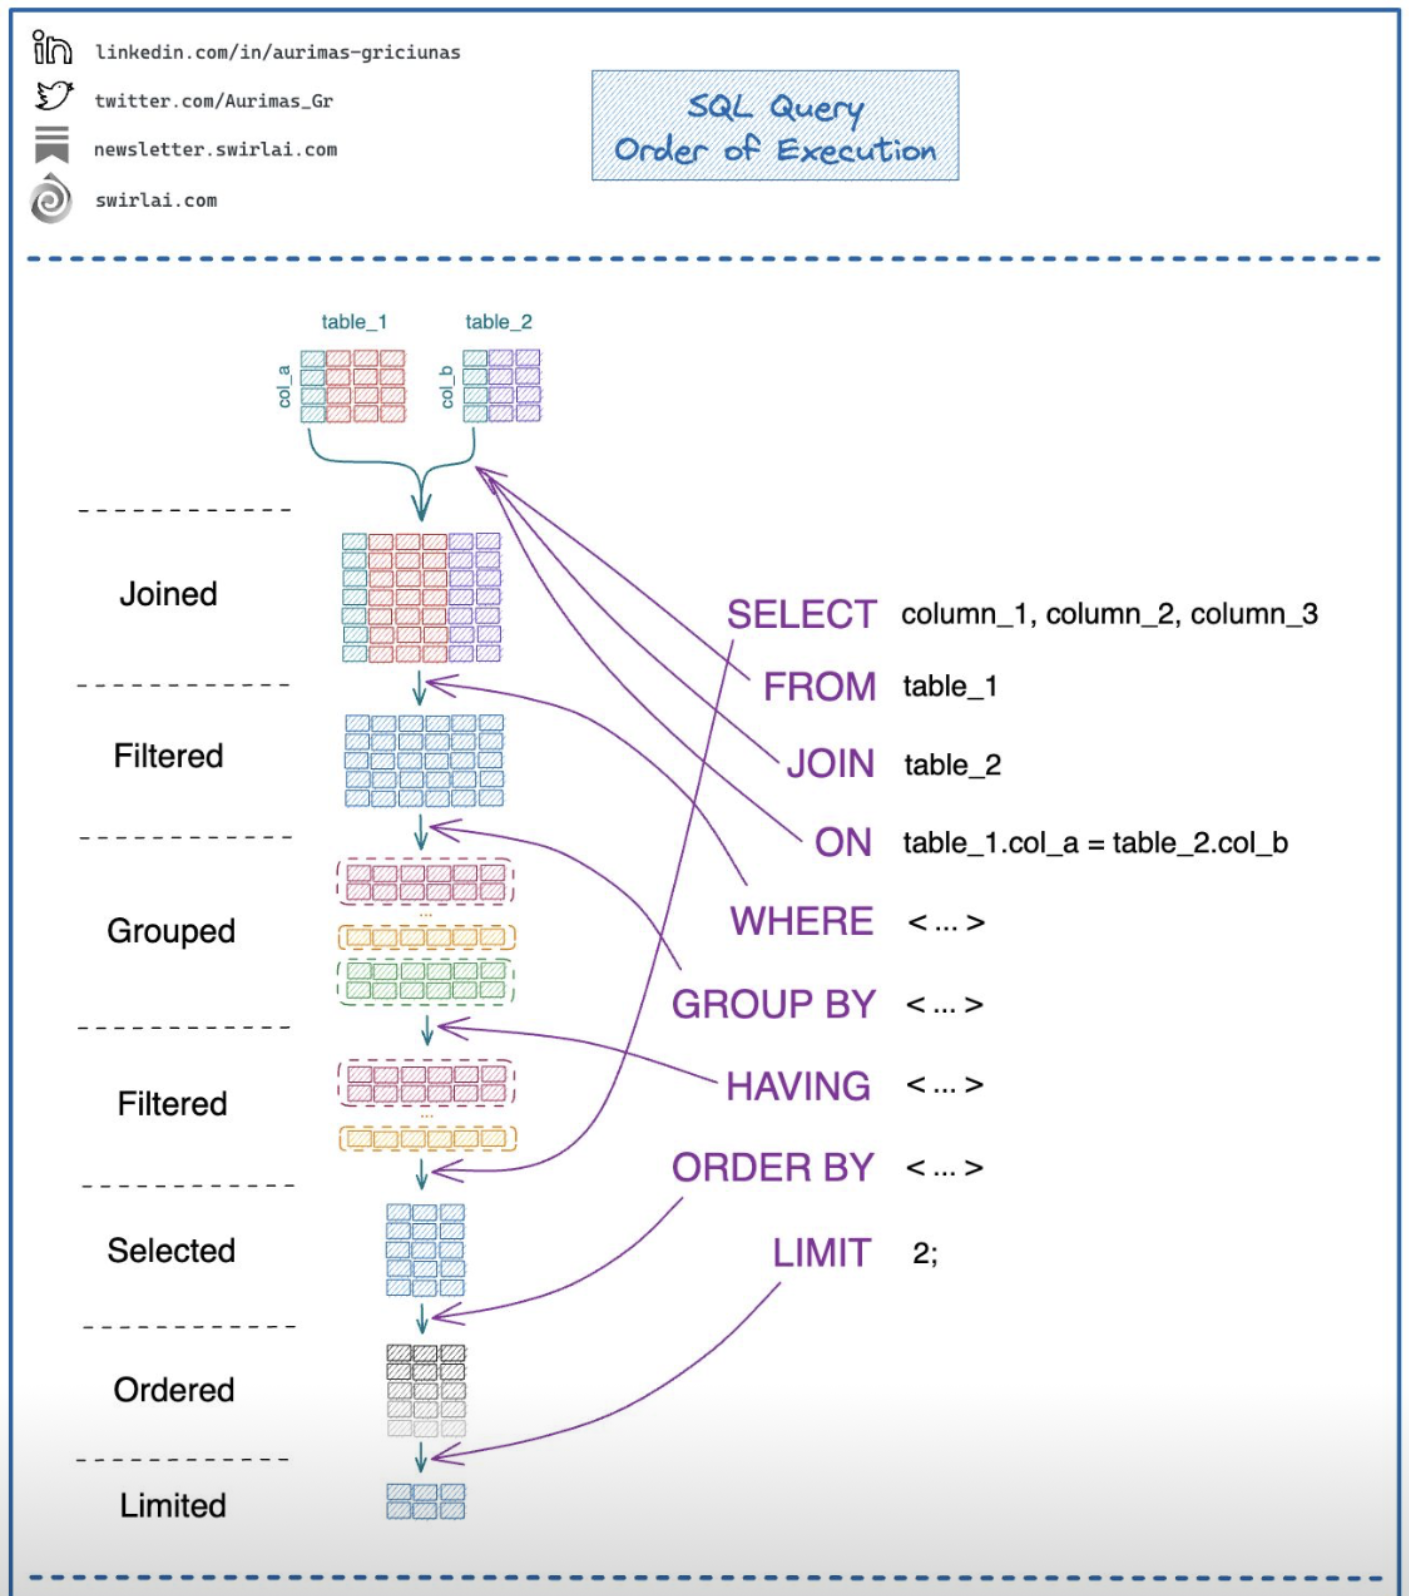 linkedin.com/in/aurimas-griciunas
twitter.com/Aurimas_Gr
newsletter.swirlai.com
swirlai.com
SQL Query
Order of Execution
table_1
table_2
col_a
col_b
Joined
Filtered
Grouped
...
Filtered
...
Selected
Ordered
Limited
SELECT column_1, column_2, column_3
FROM table_1
JOIN table_2
ON table_1.col_a = table_2.col_b
WHERE < ... >
GROUP BY < ... >
HAVING < ... >
ORDER BY < ... >
LIMIT 2;